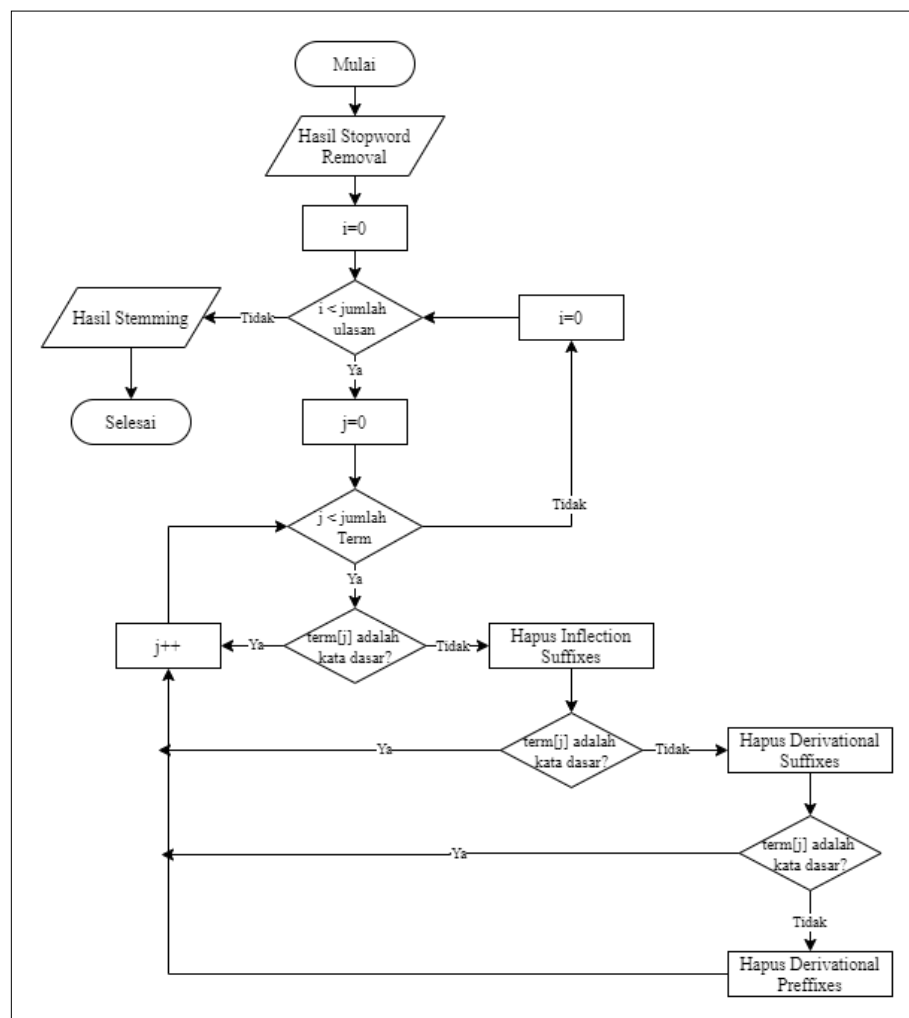 Mulai
Hasil Stopword
Removal
i=0
i < jumlah
ulasan
Tidak
Hasil Stemming
Selesai
i=0
Ya
j=0
j < jumlah
Term
Tidak
Ya
term[j] adalah
kata dasar?
Ya
j++
Tidak
Hapus Inflection
Suffixes
term[j] adalah
kata dasar?
Ya
Tidak
Hapus Derivational
Suffixes
term[j] adalah
kata dasar?
Ya
Tidak
Hapus Derivational
Preffixes